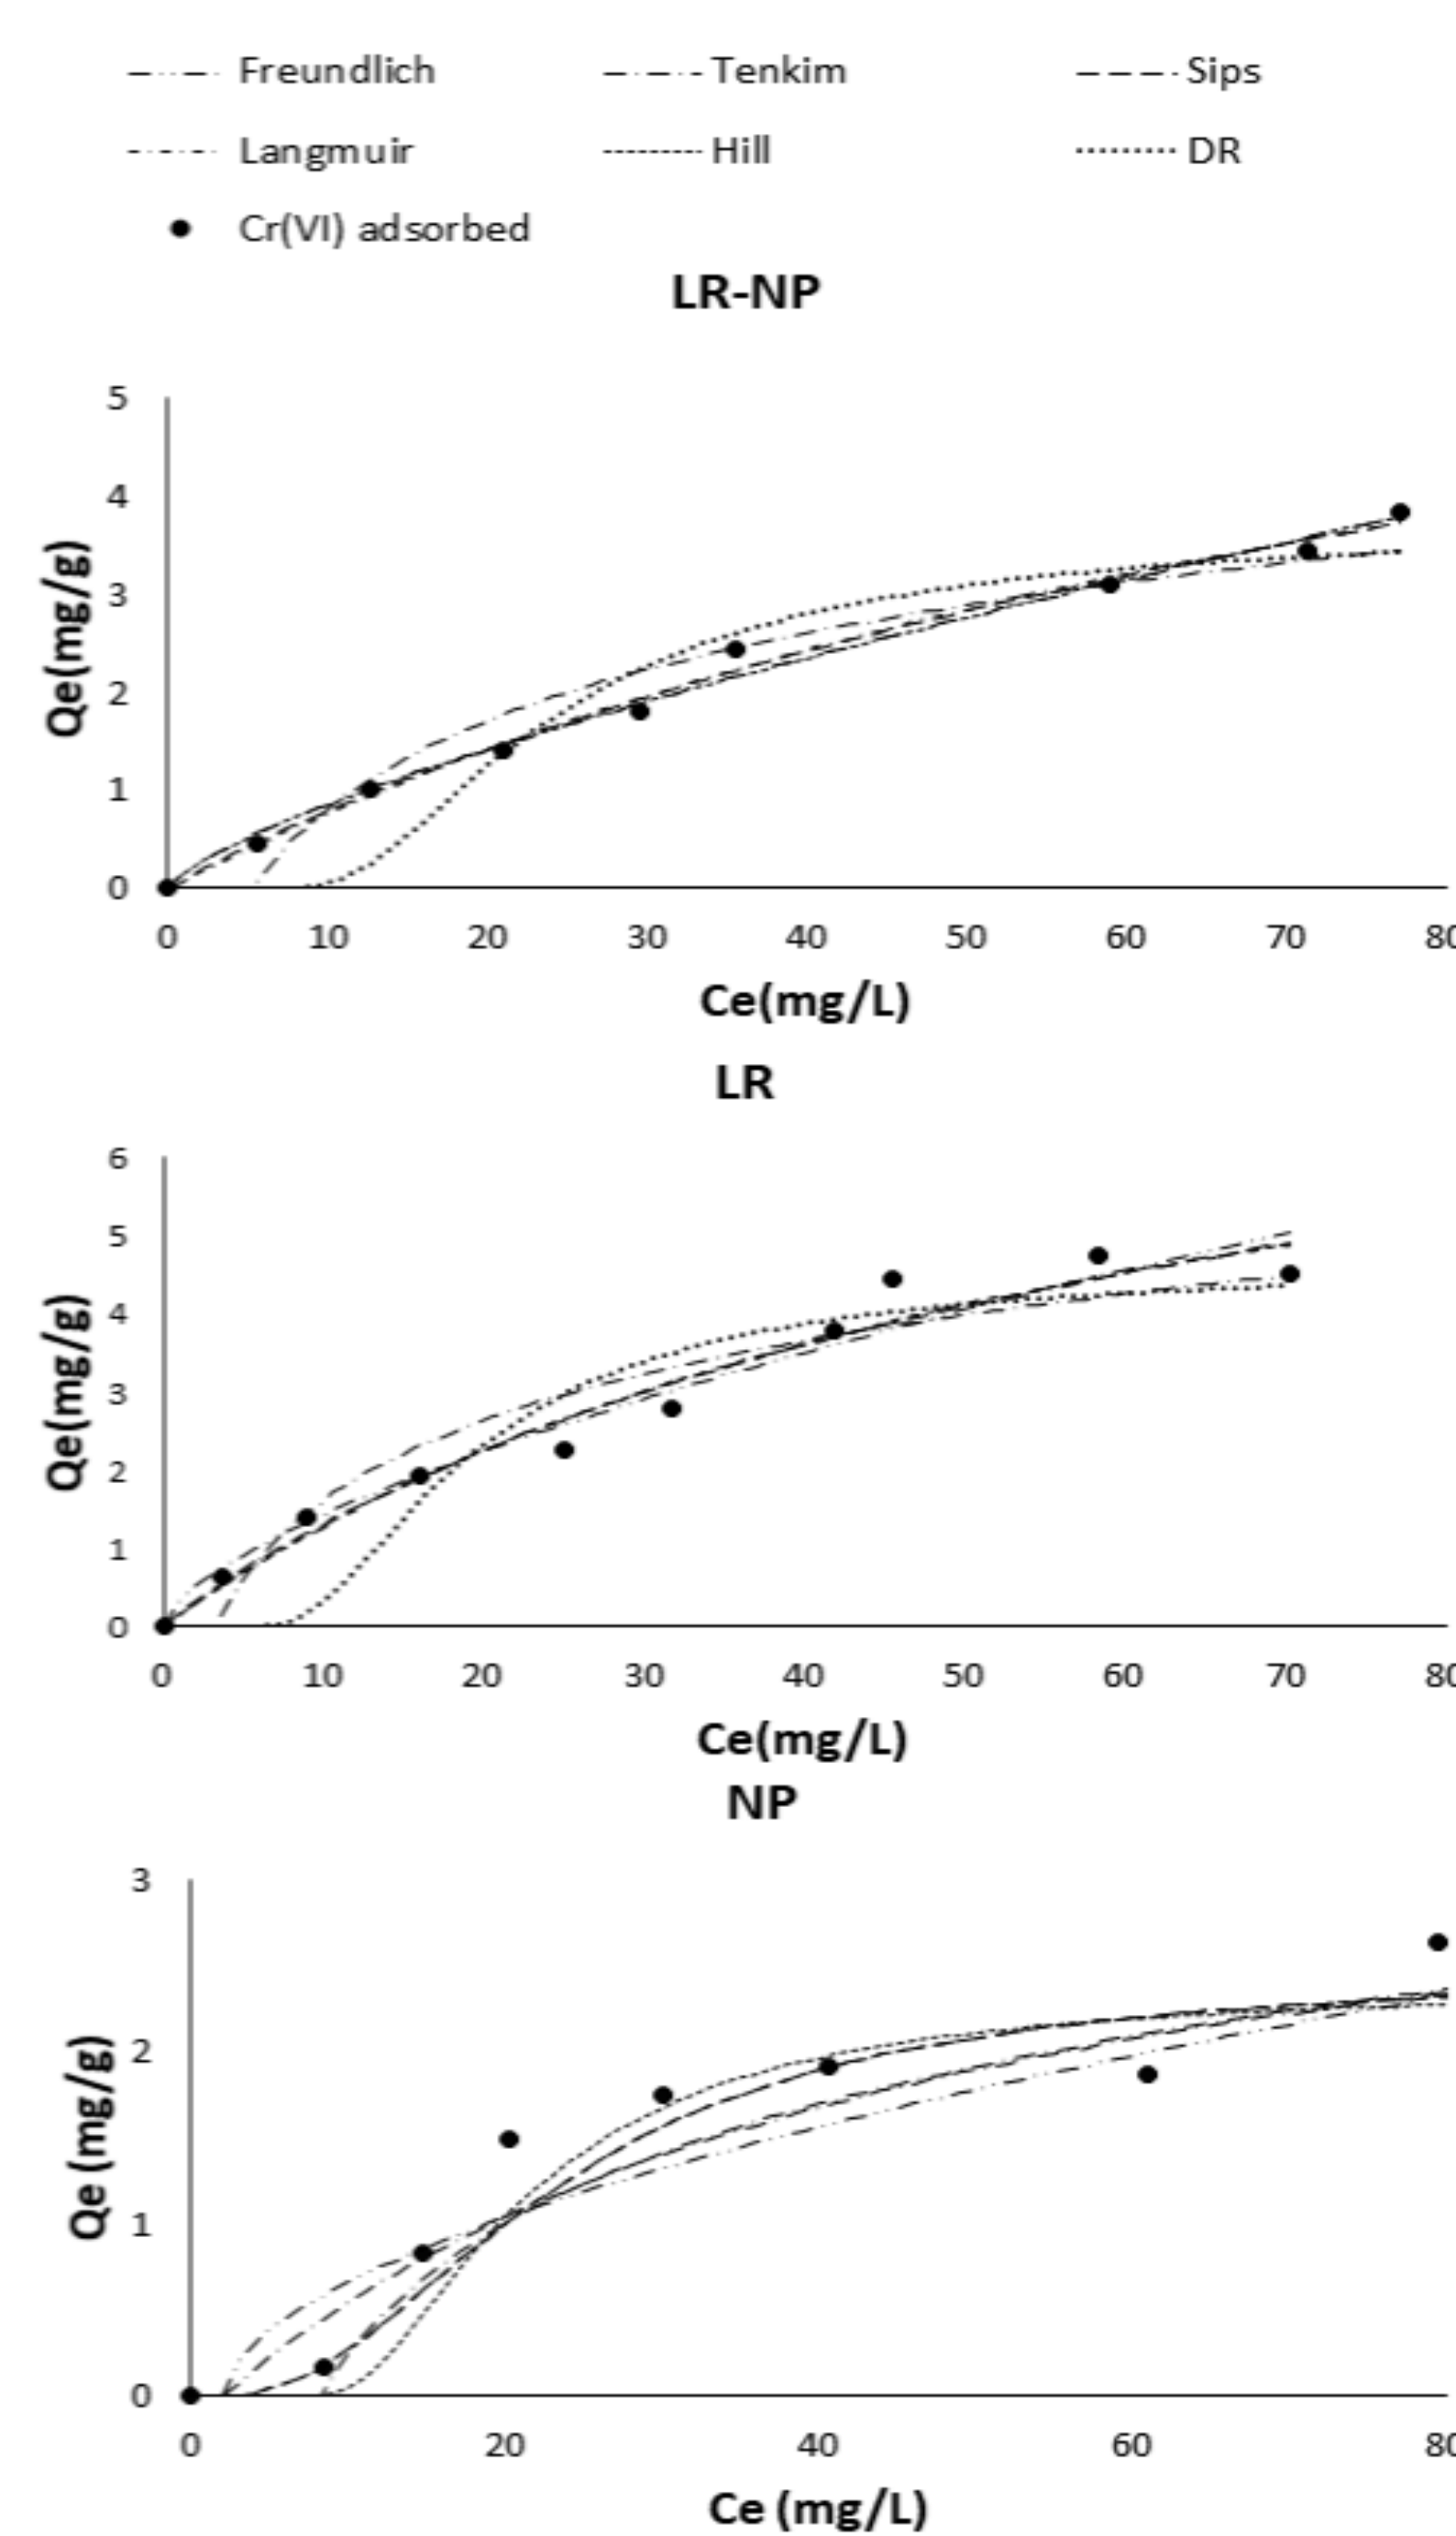 Freundlich Tenkim Sips
Langmuir Hill DR
Cr(VI) adsorbed
LR-NP
5
4
3
2
1
0
Qe(mg/g)
0 10 20 30 40 50 60 70 80
Ce(mg/L)
LR
6
5
4
3
2
1
0
Qe(mg/g)
0 10 20 30 40 50 60 70 80
Ce(mg/L)
NP
3
2
1
0
Qe (mg/g)
0 20 40 60 80
Ce (mg/L)